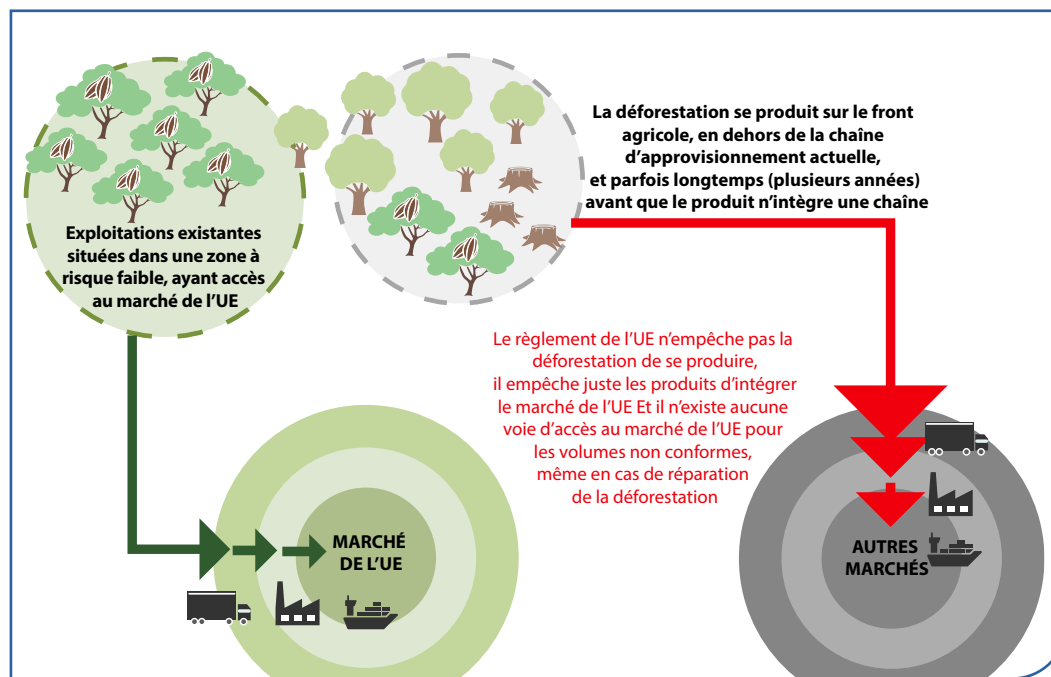 La déforestation se produit sur le front
agricole, en dehors de la chaîne
d’approvisionnement actuelle,
et parfois longtemps (plusieurs années)
avant que le produit n’intègre une chaîne
Exploitations existantes
situées dans une zone à
risque faible, ayant accès
au marché de l’UE
Le règlement de l’UE n’empêche pas la
déforestation de se produire,
il empêche juste les produits d’intégrer
le marché de l’UE Et il n’existe aucune
voie d’accès au marché de l’UE pour
les volumes non conformes,
même en cas de réparation
de la déforestation
MARCHÉ
DE L’UE
AUTRES
MARCHÉS